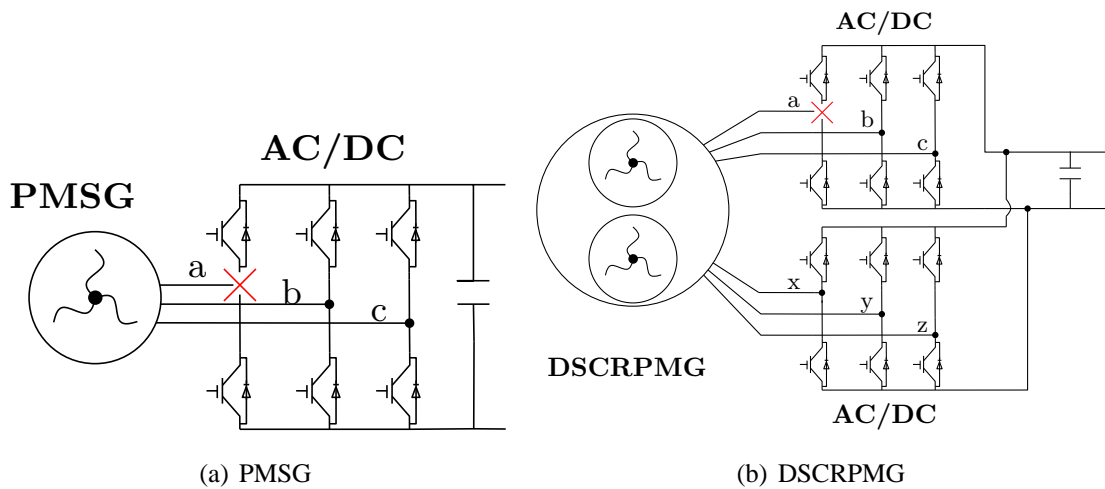 PMSG
AC/DC
a
b
c
(a) PMSG
AC/DC
a
b
c
x
y
z
DSCRPMG
AC/DC
(b) DSCRPMG